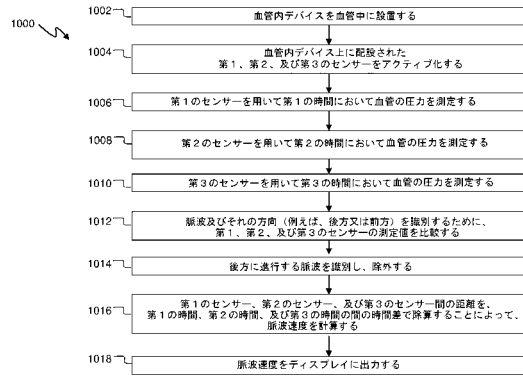 1000
1002
血管内デバイスを血管中に設置する
1004
血管内デバイス上に配設された
第1、第2、及び第3のセンサーをアクティブ化する
1006
第1のセンサーを用いて第1の時間において血管の圧力を測定する
1008
第2のセンサーを用いて第2の時間において血管の圧力を測定する
1010
第3のセンサーを用いて第3の時間において血管の圧力を測定する
1012
脈波及びそれの方向（例えば、後方又は前方）を識別するために、
第1、第2、及び第3のセンサーの測定値を比較する
1014
後方に進行する脈波を識別し、除外する
1016
第1のセンサー、第2のセンサー、及び第3のセンサー間の距離を、
第1の時間、第2の時間、及び第3の時間の間の時間差で除算することによって、
脈波速度を計算する
1018
脈波速度をディスプレイに出力する